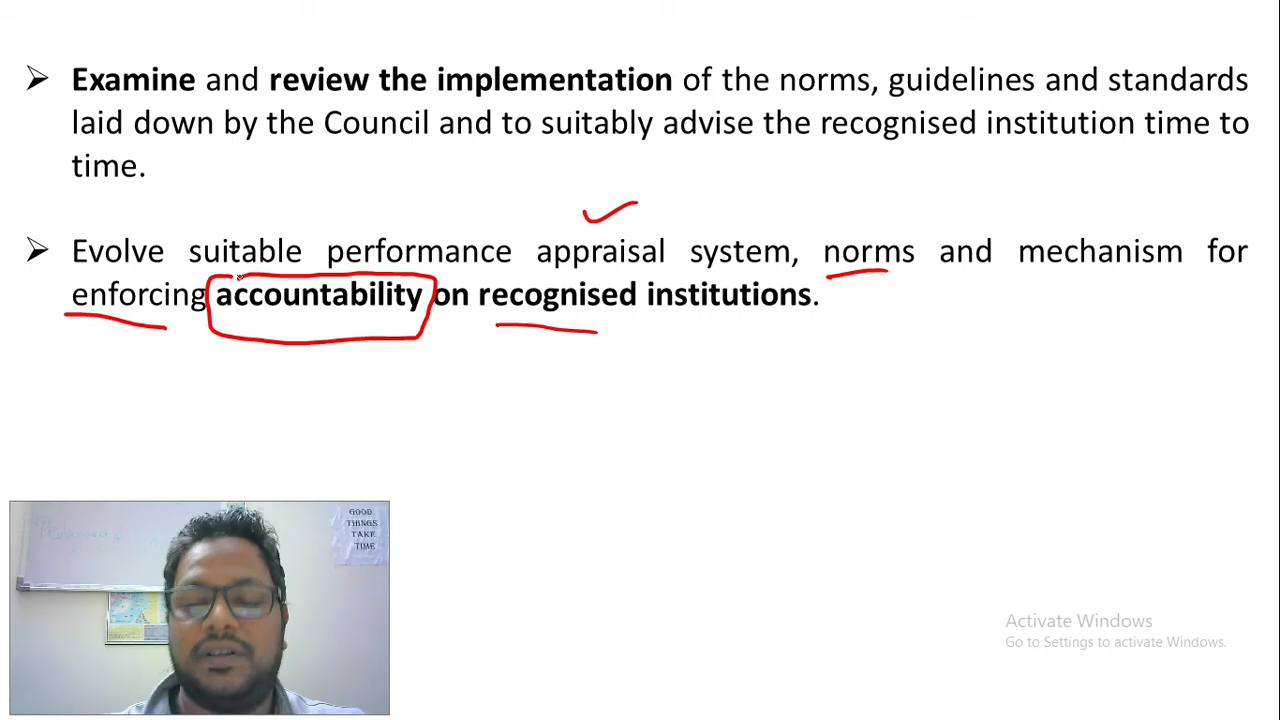 ➢ Examine and review the implementation of the norms, guidelines and standards
laid down by the Council and to suitably advise the recognised institution time to
time.
➢ Evolve suitable performance appraisal system, norms and mechanism for
enforcing accountability on recognised institutions.
GOOD
THINGS
TAKE
TIME
Activate Windows
Go to Settings to activate Windows.